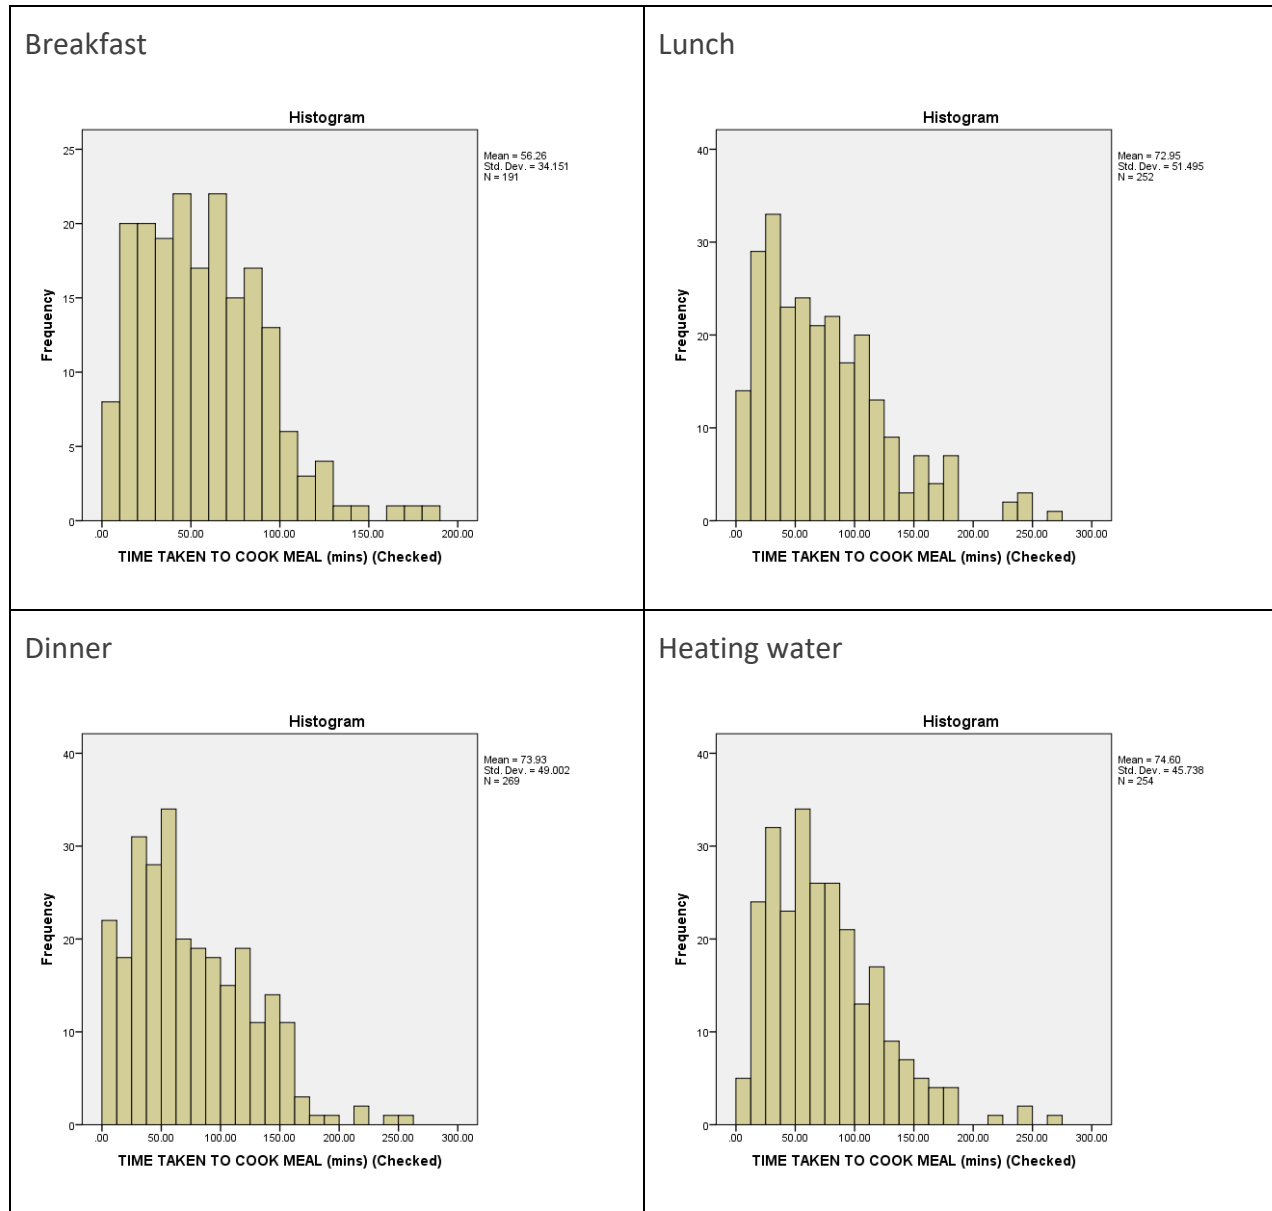 Breakfast
Histogram
Mean = 56.26
Std. Dev. = 34.151
N = 191
25
20
15
10
5
0
Frequency
.00 50.00 100.00 150.00 200.00
TIME TAKEN TO COOK MEAL (mins) (Checked)
Lunch
Histogram
Mean = 72.95
Std. Dev. = 51.495
N = 252
40
30
20
10
0
Frequency
.00 50.00 100.00 150.00 200.00 250.00 300.00
TIME TAKEN TO COOK MEAL (mins) (Checked)
Dinner
Histogram
Mean = 73.93
Std. Dev. = 49.002
N = 269
40
30
20
10
0
Frequency
.00 50.00 100.00 150.00 200.00 250.00 300.00
TIME TAKEN TO COOK MEAL (mins) (Checked)
Heating water
Histogram
Mean = 74.60
Std. Dev. = 45.738
N = 254
40
30
20
10
0
Frequency
.00 50.00 100.00 150.00 200.00 250.00 300.00
TIME TAKEN TO COOK MEAL (mins) (Checked)